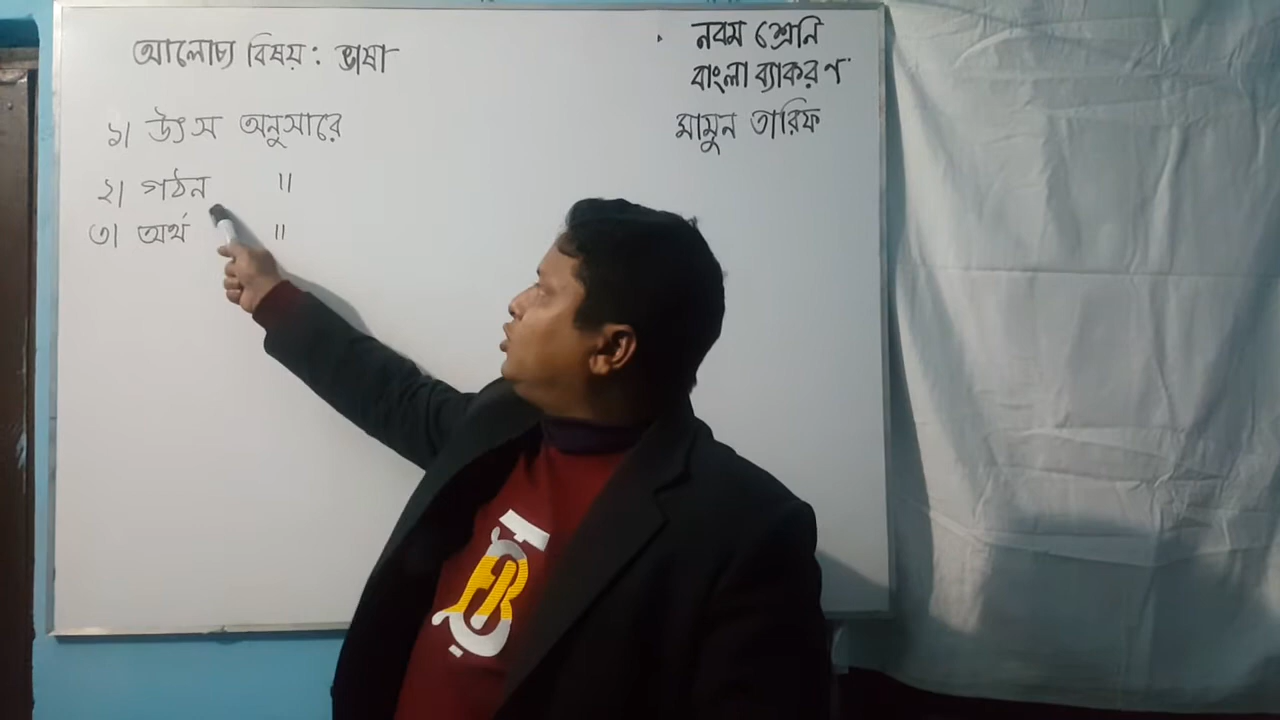 আলোচ্য বিষয় : ভাষা
১। উৎস অনুসারে
২। গঠন "
৩। অর্থ "
নবম শ্রেনি
বাংলা ব্যাকরণ
মামুন তারিফ